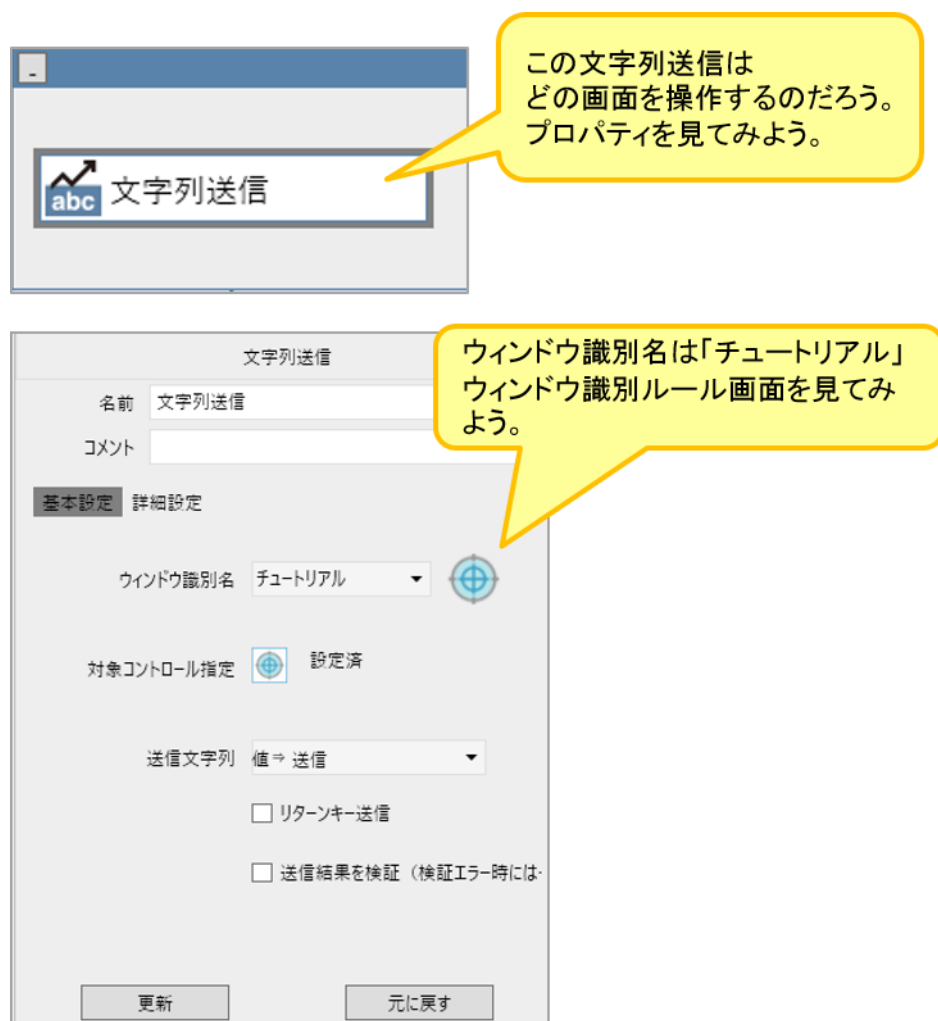 -
この文字列送信は
どの画面を操作するのだろう。
プロパティを見てみよう。
abc 文字列送信
文字列送信
ウィンドウ識別名は「チュートリアル」
ウィンドウ識別ルール画面を見てみ
よう。
名前 文字列送信
コメント
基本設定 詳細設定
ウィンドウ識別名 チュートリアル
対象コントロール指定 設定済
送信文字列 値⇒ 送信
リターンキー送信
送信結果を検証（検証エラー時には
更新 元に戻す